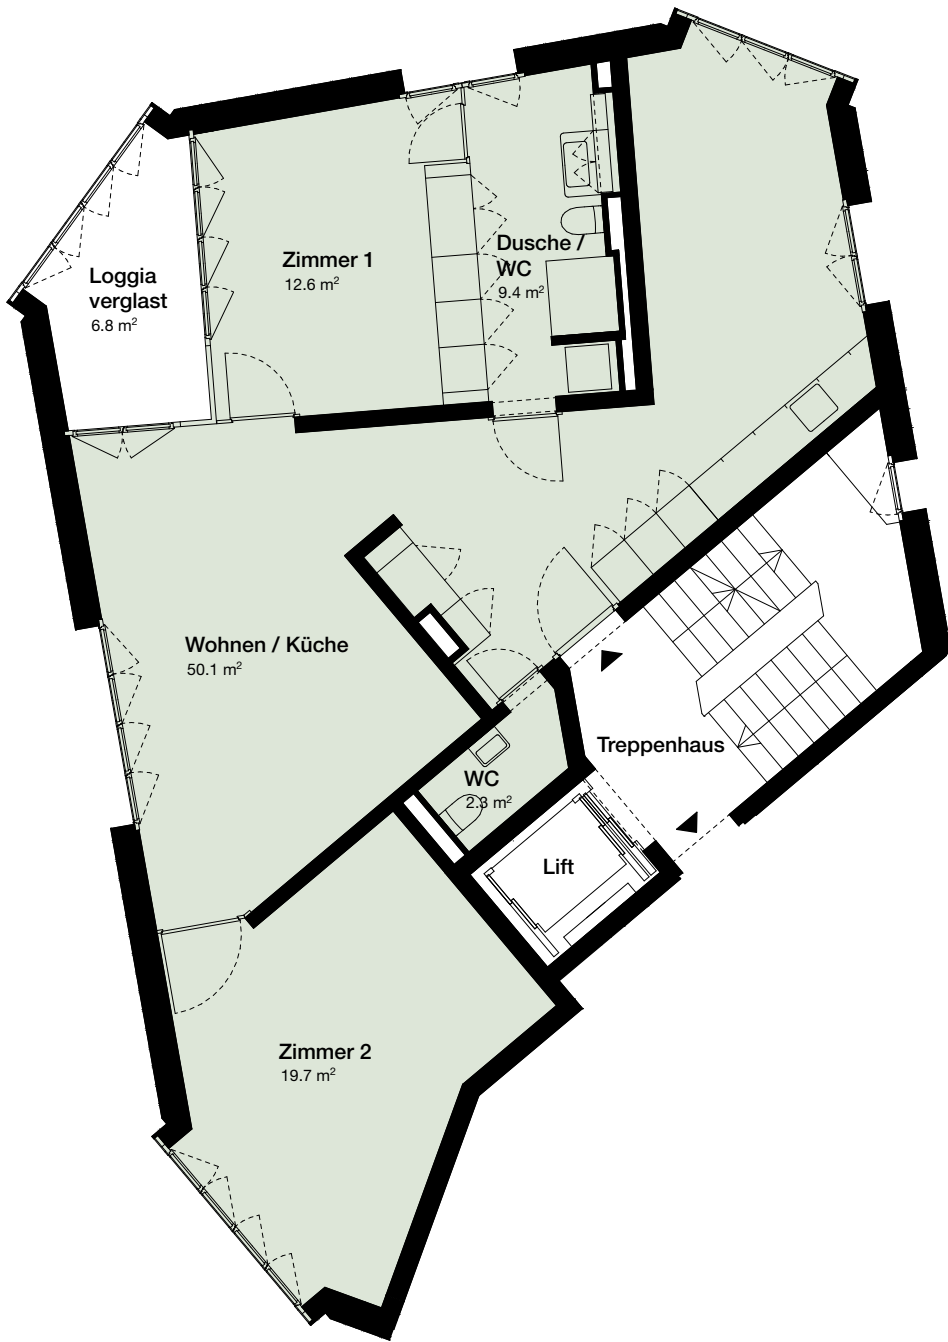 Zimmer 1
12.6 m²
Dusche /
WC
9.4 m²
Loggia
verglast
6.8 m²
Wohnen / Küche
50.1 m²
Treppenhaus
WC
2.3 m²
Lift
Zimmer 2
19.7 m²